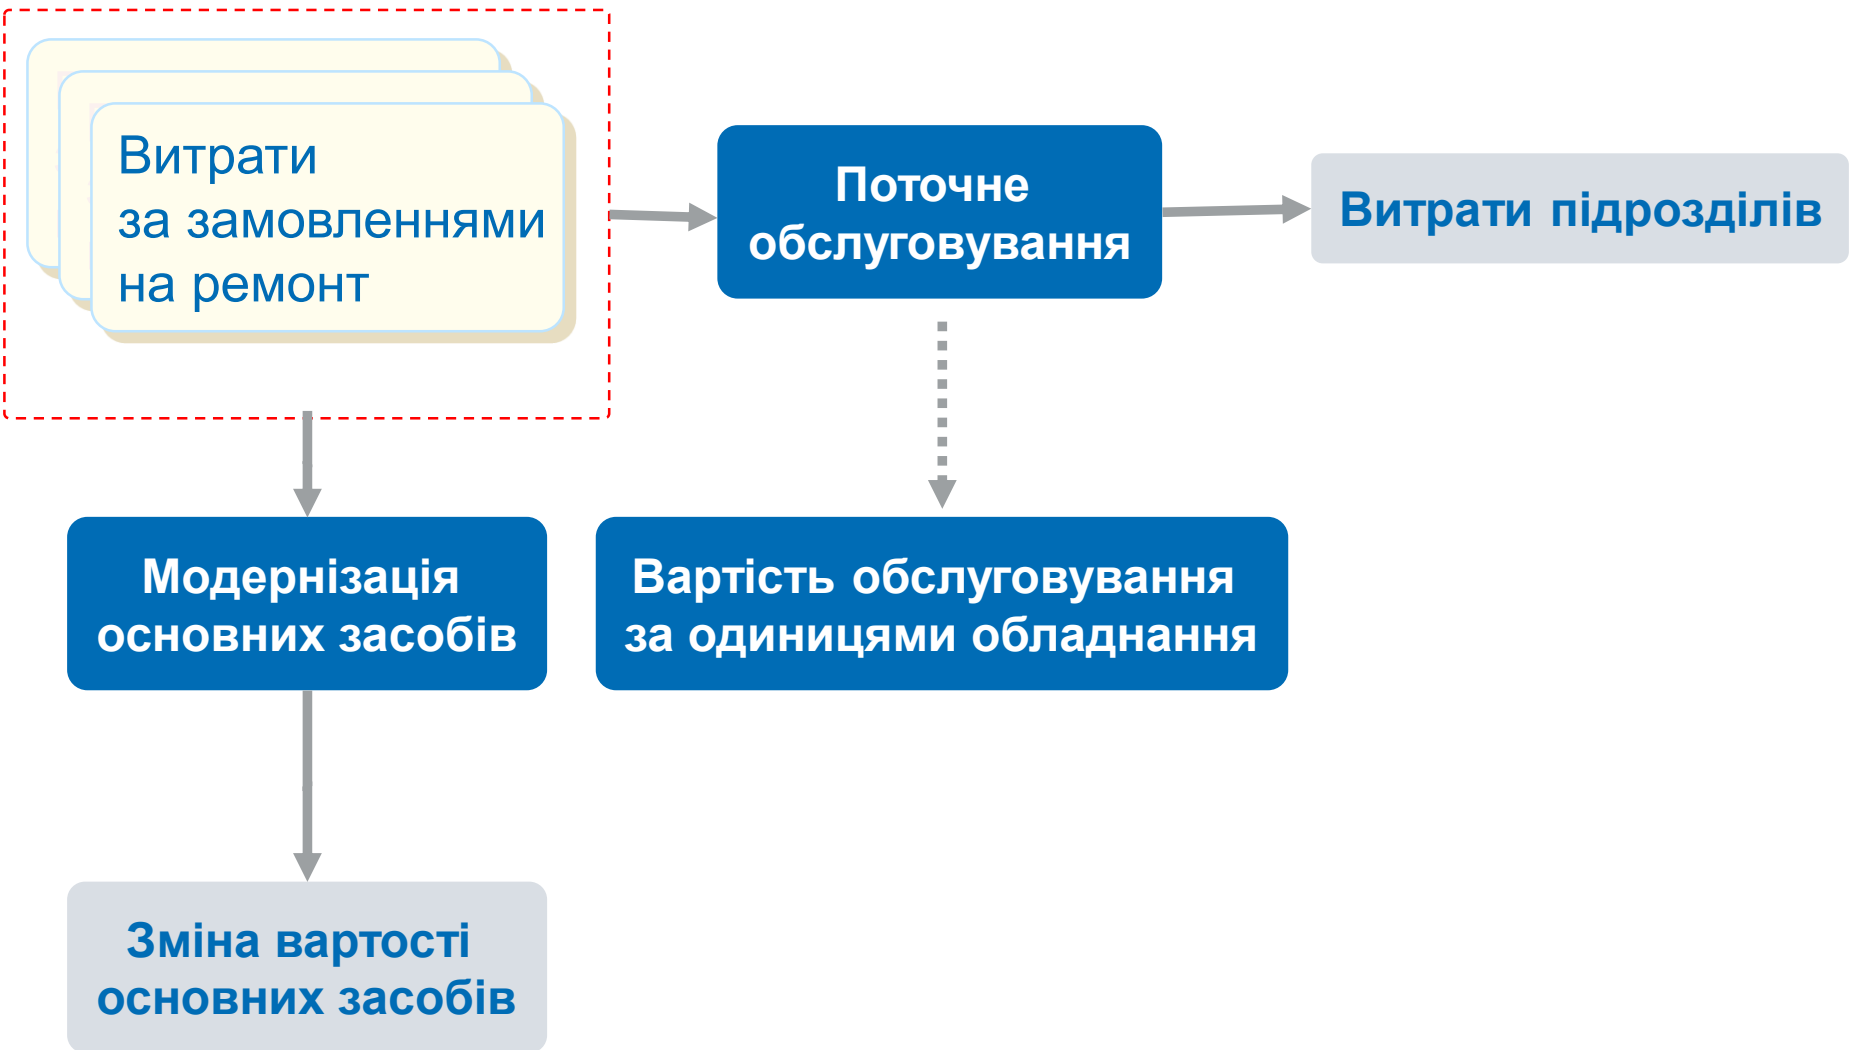 Витрати
за замовленнями
на ремонт
Поточне
обслуговування
Витрати підрозділів
Модернізація
основних засобів
Вартість обслуговування
за одиницями обладнання
Зміна вартості
основних засобів